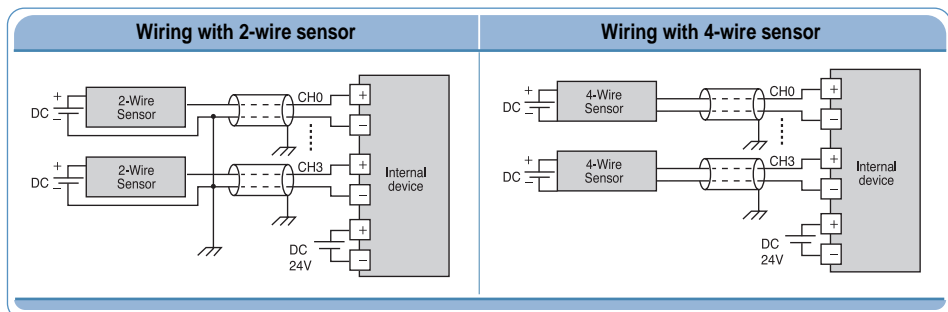 Wiring with 2-wire sensor
+
DC
−
2-Wire
Sensor
CH0
+
−
+
DC
−
2-Wire
Sensor
CH3
+
−
Internal
device
DC
24V
+
−
Wiring with 4-wire sensor
+
DC
−
4-Wire
Sensor
CH0
+
−
+
DC
−
4-Wire
Sensor
CH3
+
−
Internal
device
DC
24V
+
−